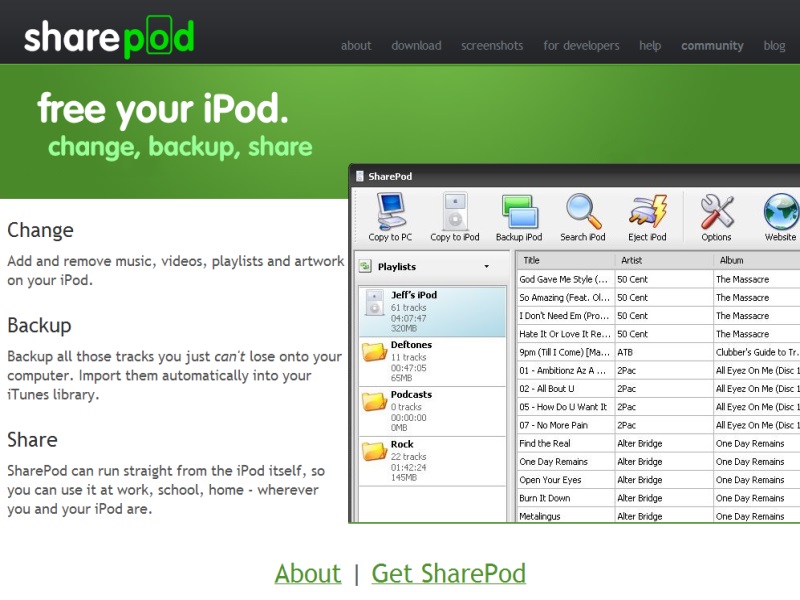 sharepod
about download screenshots for developers help community blog
free your iPod.
change, backup, share
Change
Add and remove music, videos, playlists and artwork
on your iPod.
Backup
Backup all those tracks you just can't lose onto your
computer. Import them automatically into your
iTunes library.
Share
SharePod can run straight from the iPod itself, so
you can use it at work, school, home - wherever
you and your iPod are.
SharePod
Copy to PC Copy to iPod Backup iPod Search iPod Eject iPod Options Website
Playlists
Jeff's iPod
61 tracks
04:07:47
320MB
Deftones
11 tracks
00:47:05
65MB
Podcasts
0 tracks
00:00:00
0MB
Rock
22 tracks
01:42:24
145MB
Title Artist Album
God Gave Me Style (... 50 Cent The Massacre
So Amazing (Feat. Ol... 50 Cent The Massacre
I Don't Need Em (Pro... 50 Cent The Massacre
Hate It Or Love It Re... 50 Cent The Massacre
9pm (Till I Come) [Ma... ATB Clubber's Guide to Tr.
01 - Ambitionz Az A ... 2Pac All Eyez On Me (Disc 1
02 - All Bout U 2Pac All Eyez On Me (Disc 1
05 - How Do U Want It 2Pac All Eyez On Me (Disc 1
07 - No More Pain 2Pac All Eyez On Me (Disc 1
Find the Real Alter Bridge One Day Remains
One Day Remains Alter Bridge One Day Remains
Open Your Eyes Alter Bridge One Day Remains
Burn It Down Alter Bridge One Day Remains
Metalingus Alter Bridge One Day Remains
About | Get SharePod